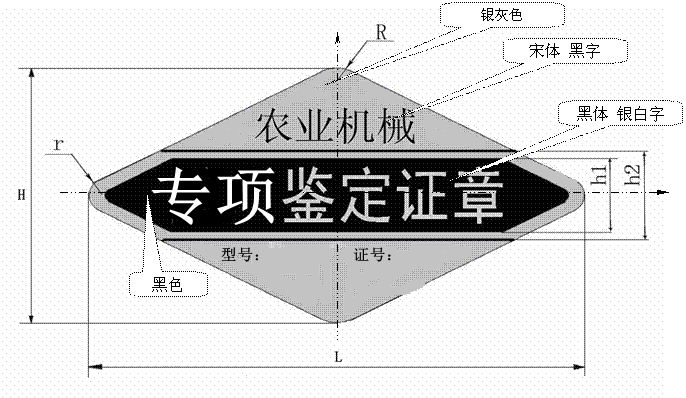 银灰色
R
宋体 黑字
农业机械
黑体 银白字
r
H
专项鉴定证章
h1
h2
型号: 证号:
黑色
L